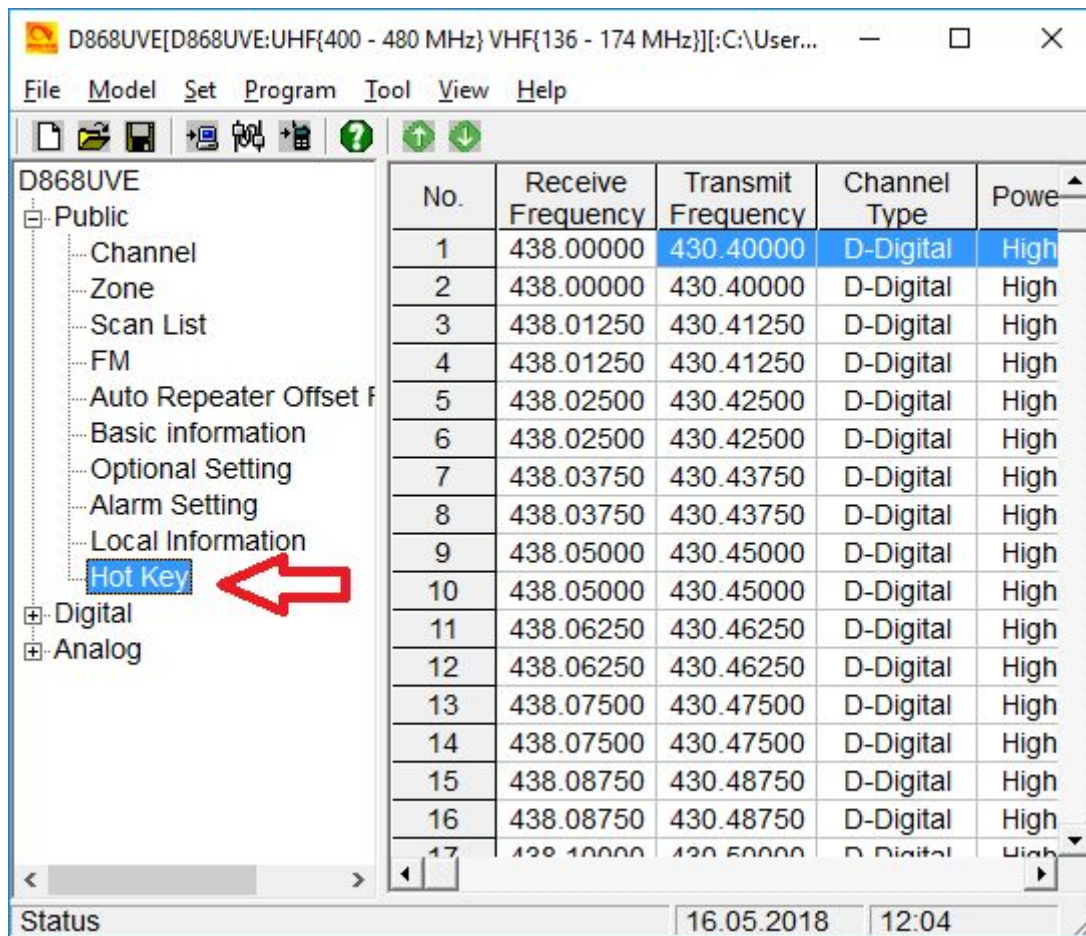 D868UVE[D868UVE:UHF{400 - 480 MHz} VHF{136 - 174 MHz}][:C:\User...
File Model Set Program Tool View Help
D868UVE
Public
Channel
Zone
Scan List
FM
Auto Repeater Offset F
Basic information
Optional Setting
Alarm Setting
Local Information
Hot Key
Digital
Analog
No. Receive Frequency Transmit Frequency Channel Type Powe
1 438.00000 430.40000 D-Digital High
2 438.00000 430.40000 D-Digital High
3 438.01250 430.41250 D-Digital High
4 438.01250 430.41250 D-Digital High
5 438.02500 430.42500 D-Digital High
6 438.02500 430.42500 D-Digital High
7 438.03750 430.43750 D-Digital High
8 438.03750 430.43750 D-Digital High
9 438.05000 430.45000 D-Digital High
10 438.05000 430.45000 D-Digital High
11 438.06250 430.46250 D-Digital High
12 438.06250 430.46250 D-Digital High
13 438.07500 430.47500 D-Digital High
14 438.07500 430.47500 D-Digital High
15 438.08750 430.48750 D-Digital High
16 438.08750 430.48750 D-Digital High
17 438.10000 430.50000 D-Digital High
Status 16.05.2018 12:04